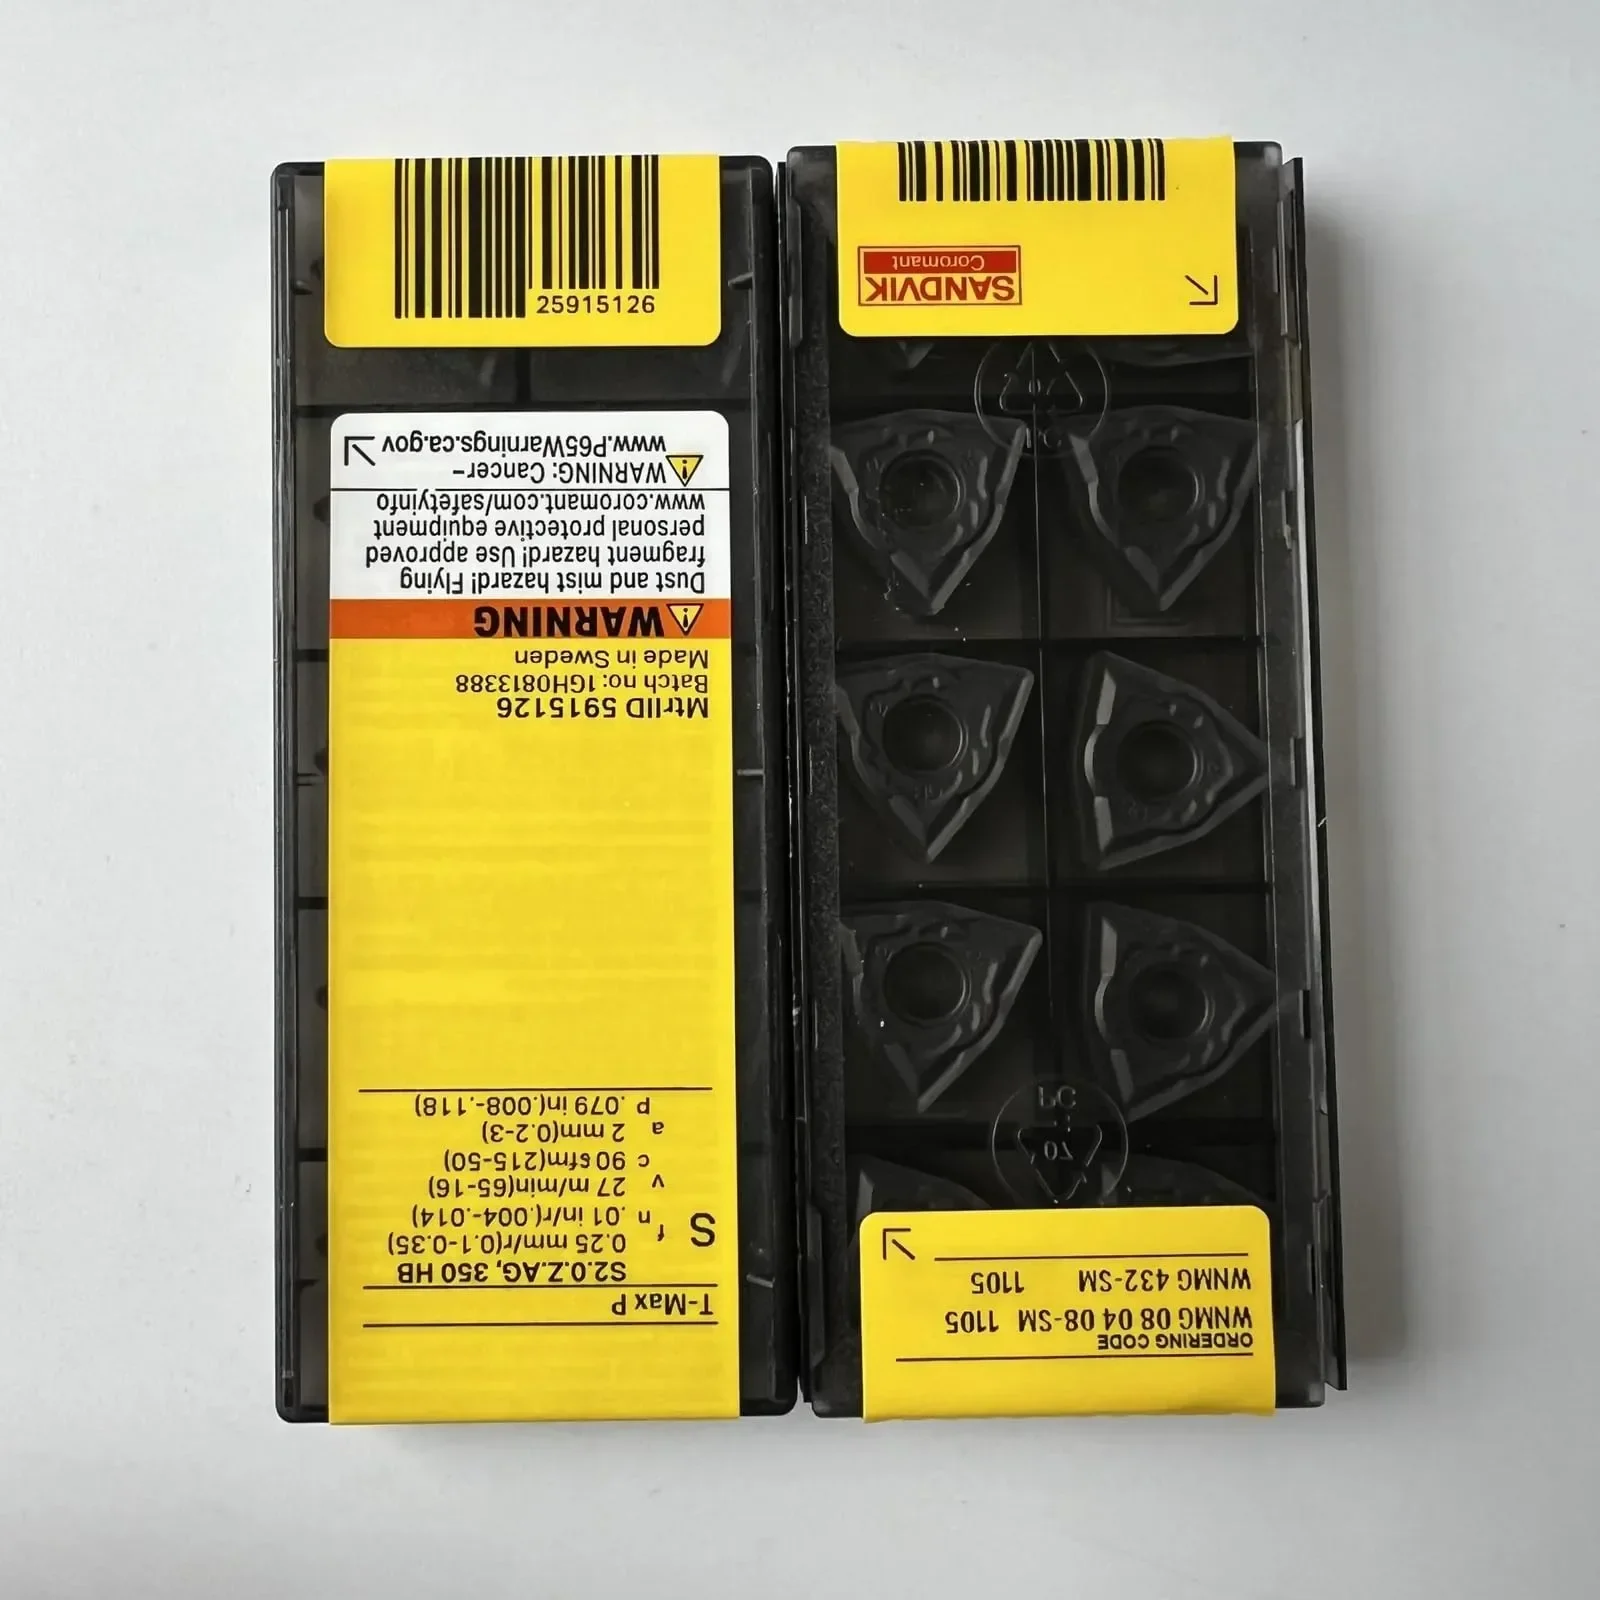 25915126
T-Max P
S2.0.Z.AG, 350 HB
S
f 0.25 mm/r(0.1-0.35)
n .01 in/r(.004-.014)
v 27 m/min(65-16)
c 90 sfm(215-50)
a 2 mm(0.2-3)
p .079 in(.008-.118)
MtrlID 5915126
Batch no: 1GH0813388
Made in Sweden
WARNING
Dust and mist hazard! Flying
fragment hazard! Use approved
personal protective equipment
www.coromant.com/safetyinfo
WARNING: Cancer-
www.P65Warnings.ca.gov
ORDERING CODE
WNMG 08 04 08-SM 1105
WNMG 432-SM 1105
07
PC
PC
SANDVIK
Coromant